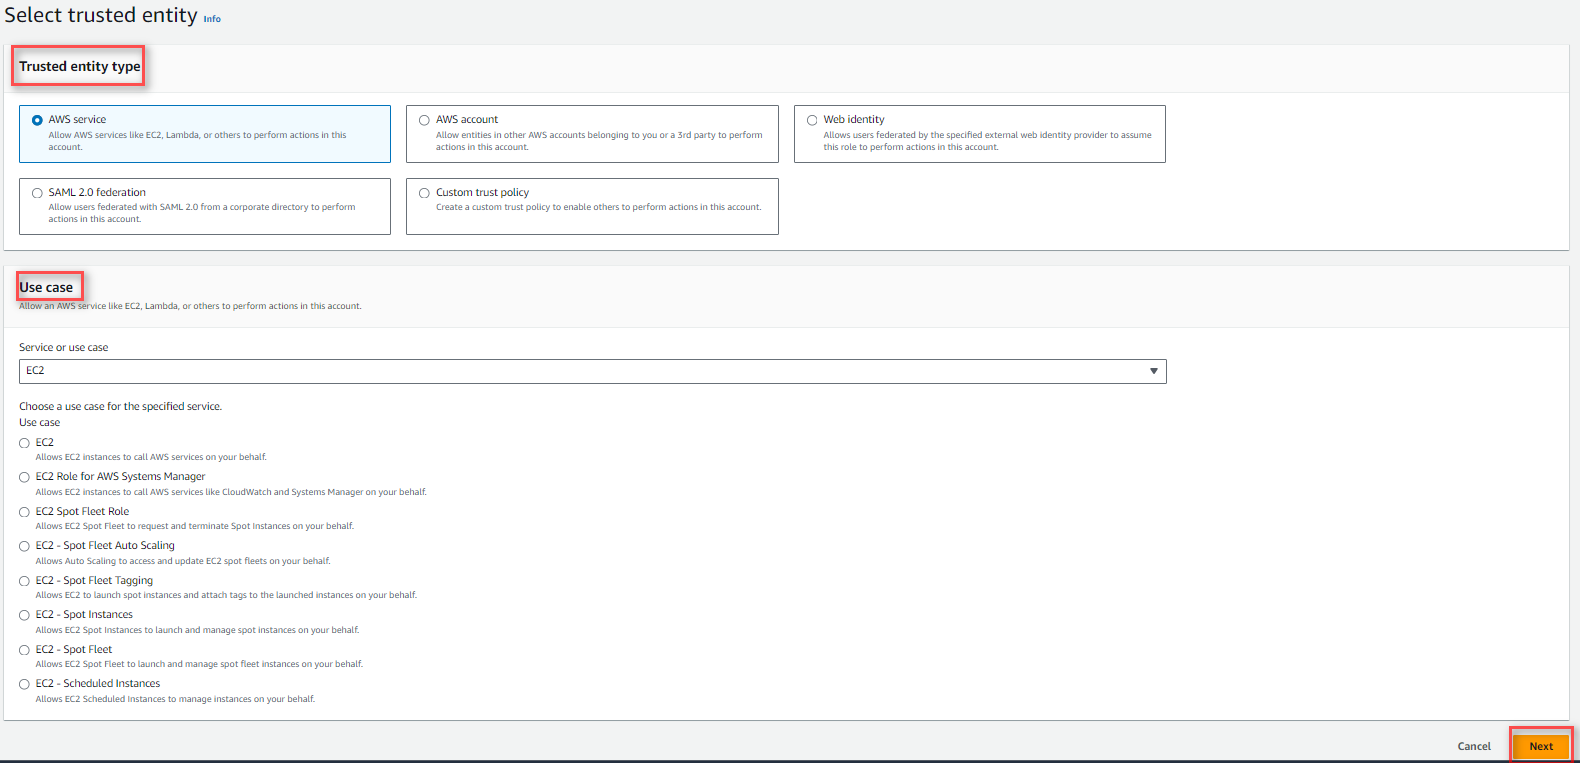 Select trusted entity Info
Trusted entity type
AWS service
Allow AWS services like EC2, Lambda, or others to perform actions in this
account.
AWS account
Allow entities in other AWS accounts belonging to you or a 3rd party to perform
actions in this account.
Web identity
Allows users federated by the specified external web identity provider to assume
this role to perform actions in this account.
SAML 2.0 federation
Allow users federated with SAML 2.0 from a corporate directory to perform
actions in this account.
Custom trust policy
Create a custom trust policy to enable others to perform actions in this account.
Use case
Allow an AWS service like EC2, Lambda, or others to perform actions in this account.
Service or use case
EC2
Choose a use case for the specified service.
Use case
EC2
Allows EC2 instances to call AWS services on your behalf.
EC2 Role for AWS Systems Manager
Allows EC2 instances to call AWS services like CloudWatch and Systems Manager on your behalf.
EC2 Spot Fleet Role
Allows EC2 Spot Fleet to request and terminate Spot Instances on your behalf.
EC2 - Spot Fleet Auto Scaling
Allows Auto Scaling to access and update EC2 spot fleets on your behalf.
EC2 - Spot Fleet Tagging
Allows EC2 to launch spot instances and attach tags to the launched instances on your behalf.
EC2 - Spot Instances
Allows EC2 Spot Instances to launch and manage spot instances on your behalf.
EC2 - Spot Fleet
Allows EC2 Spot Fleet to launch and manage spot fleet instances on your behalf.
EC2 - Scheduled Instances
Allows EC2 Scheduled Instances to manage instances on your behalf.
Cancel
Next